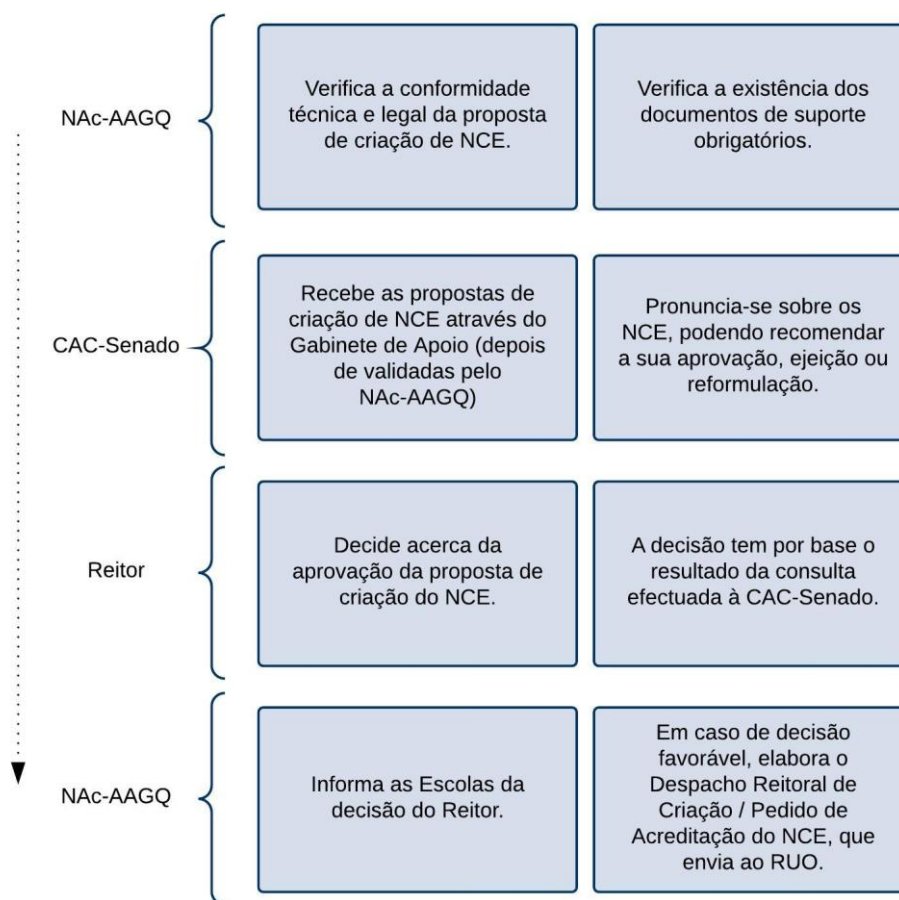 NAc-AAGQ
Verifica a conformidade
técnica e legal da proposta
de criação de NCE.
Verifica a existência dos
documentos de suporte
obrigatórios.
CAC-Senado
Recebe as propostas de
criação de NCE através do
Gabinete de Apoio (depois
de validadas pelo
NAc-AAGQ)
Pronuncia-se sobre os
NCE, podendo recomendar
a sua aprovação, ejeição ou
reformulação.
Reitor
Decide acerca da
aprovação da proposta de
criação do NCE.
A decisão tem por base o
resultado da consulta
efectuada à CAC-Senado.
NAc-AAGQ
Informa as Escolas da
decisão do Reitor.
Em caso de decisão
favorável, elabora o
Despacho Reitoral de
Criação / Pedido de
Acreditação do NCE, que
envia ao RUO.